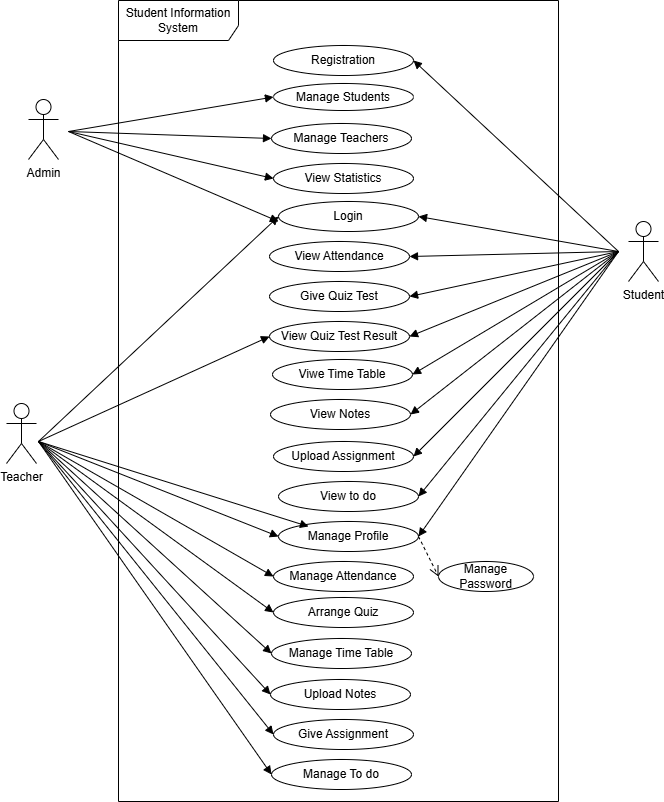 Student Information
System
Registration
Manage Students
Manage Teachers
Admin
View Statistics
Login
View Attendance
Student
Give Quiz Test
View Quiz Test Result
Viwe Time Table
View Notes
Upload Assignment
Teacher
View to do
Manage Profile
Manage
Password
Manage Attendance
Arrange Quiz
Manage Time Table
Upload Notes
Give Assignment
Manage To do